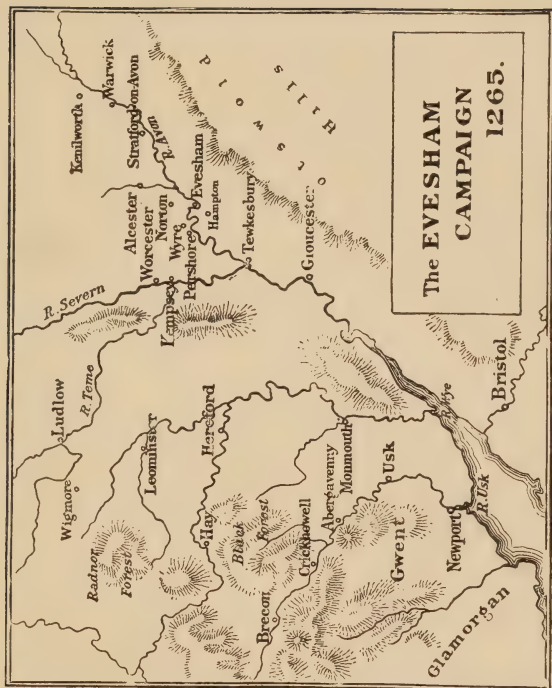 The EVESHAM
CAMPAIGN
1265.
Kenilworth
Warwick
Stratford-on-Avon
R. Avon
otswold
Hills
Alcester
Worcester
Norton
Wyre
Pershore
Evesham
Hampton
R. Severn
Kempsey
Tewkesbury
Gloucester
Ludlow
R. Teme
Wigmore
Leominster
Hereford
Radnor
Forest
Hay
Black
Forest
Brecon
Cricknowell
Abergavenny
Monmouth
Usk
Gwent
Newport
R. Usk
R. Wye
Bristol
Glamorgan